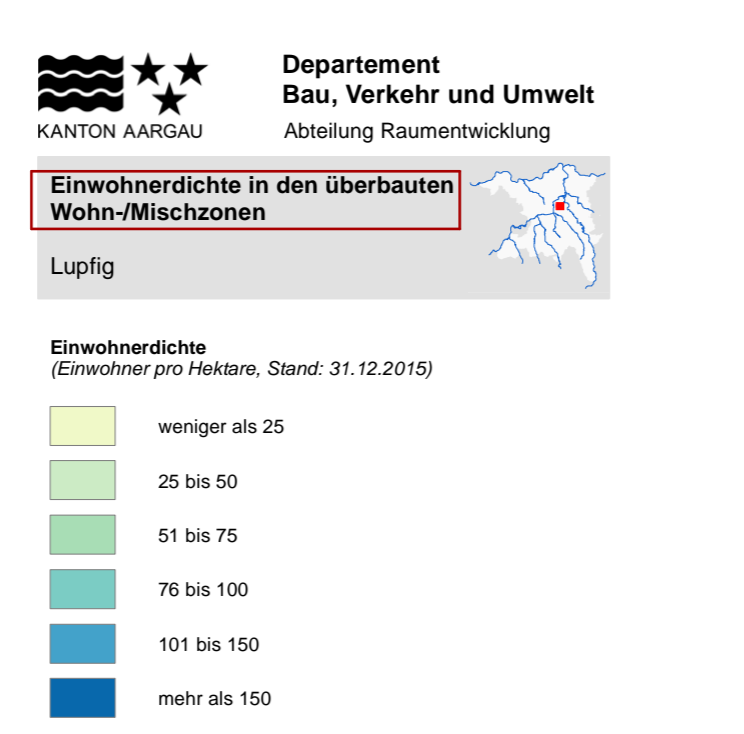 Departement
Bau, Verkehr und Umwelt
KANTON AARGAU
Abteilung Raumentwicklung
Einwohnerdichte in den überbauten
Wohn-/Mischzonen
Lupfig
Einwohnerdichte
(Einwohner pro Hektare, Stand: 31.12.2015)
weniger als 25
25 bis 50
51 bis 75
76 bis 100
101 bis 150
mehr als 150